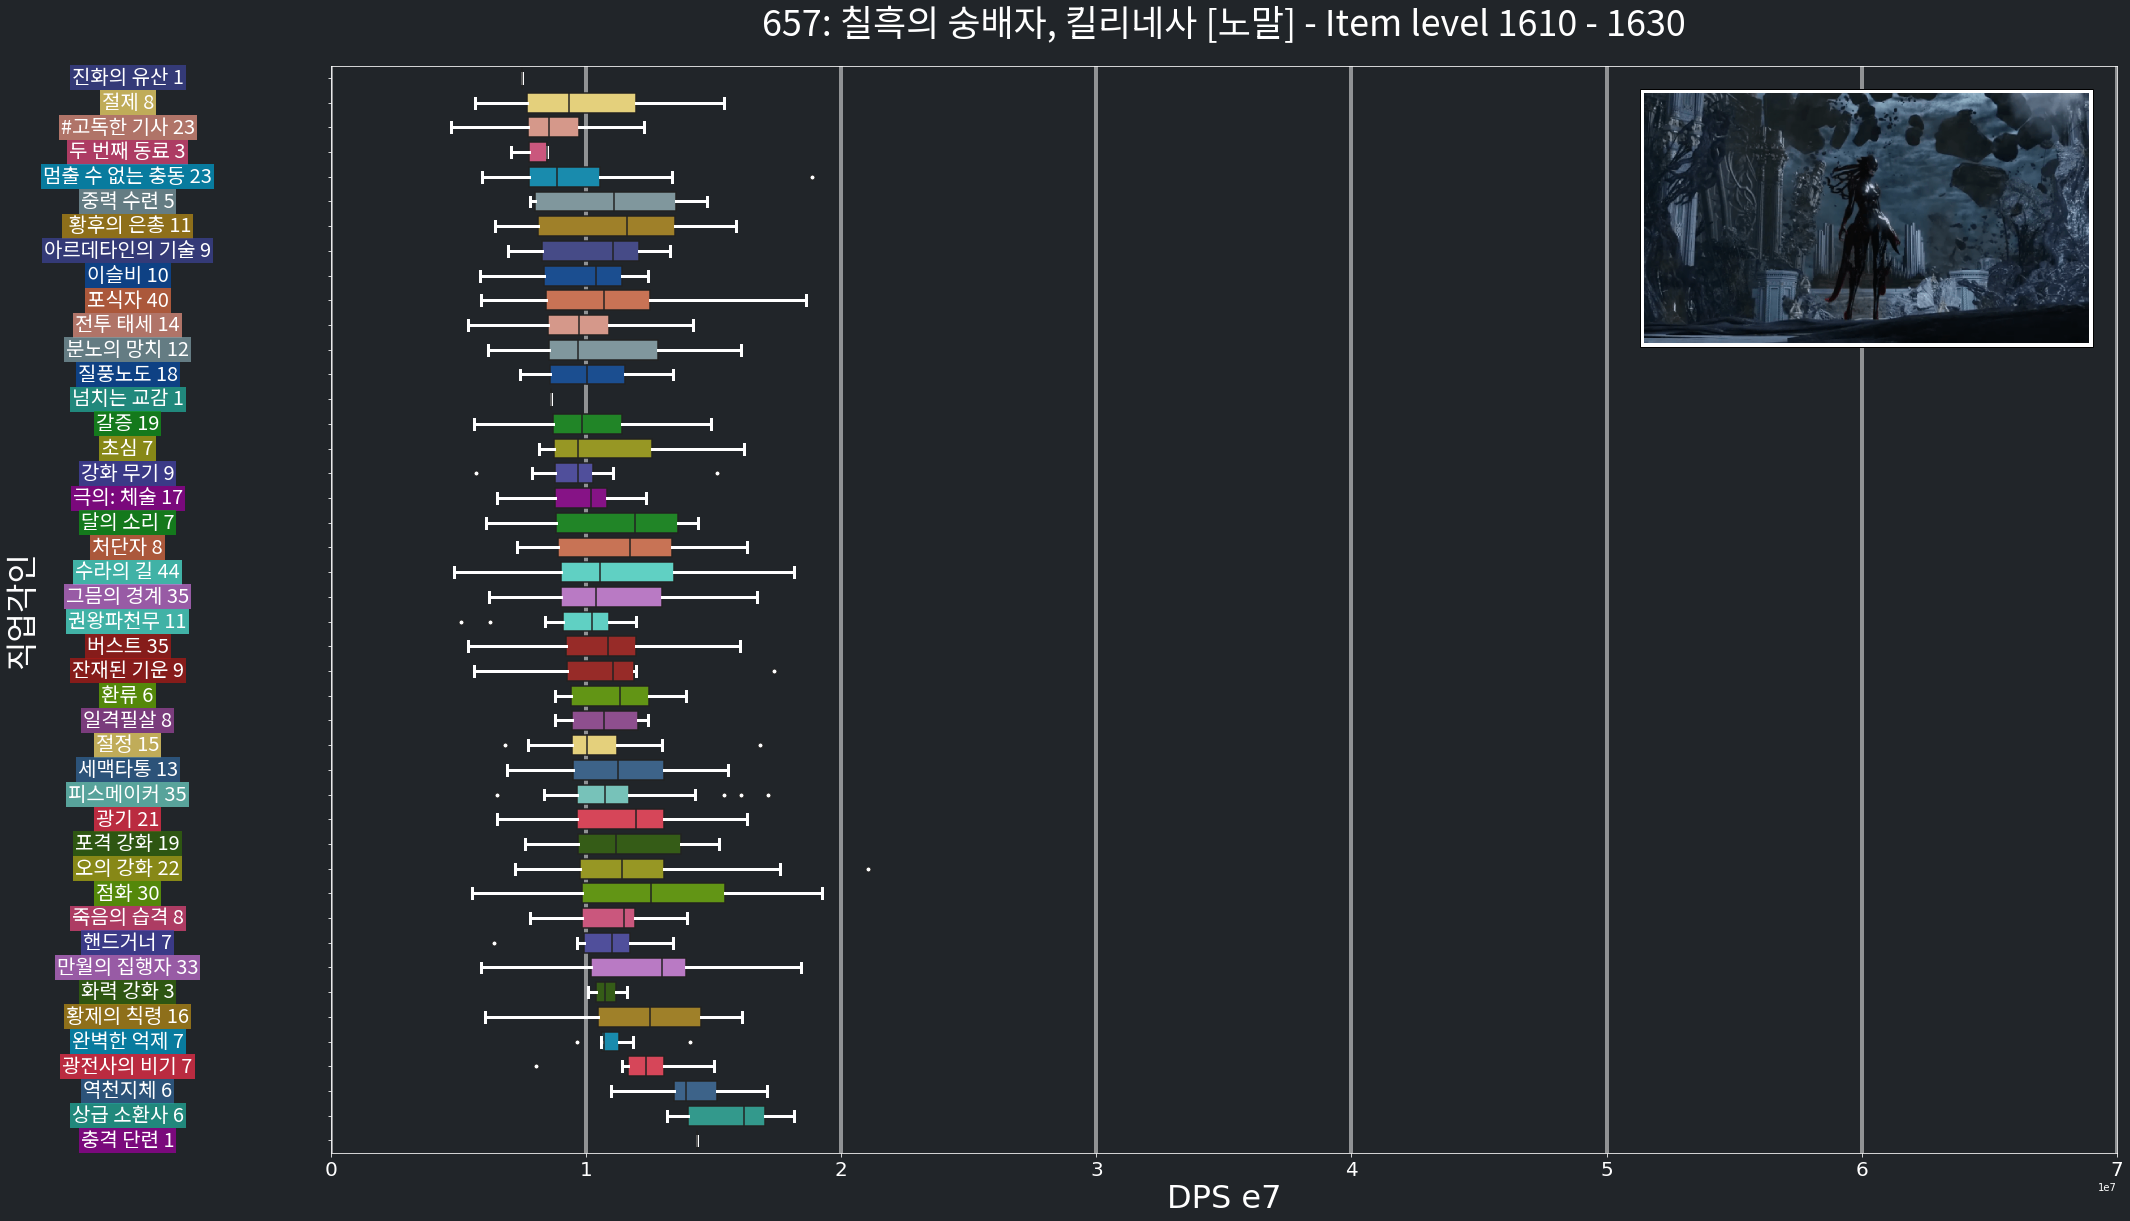 657: 칠흑의 숭배자, 킬리네사 [노말] - Item level 1610 - 1630
진화의 유산 1
절제 8
#고독한 기사 23
두 번째 동료 3
멈출 수 없는 충동 23
중력 수련 5
황후의 은총 11
아르데타인의 기술 9
이슬비 10
포식자 40
전투 태세 14
분노의 망치 12
질풍노도 18
넘치는 교감 1
갈증 19
초심 7
강화 무기 9
극의: 체술 17
달의 소리 7
처단자 8
수라의 길 44
그믐의 경계 35
권왕파천무 11
버스트 35
잔재된 기운 9
환류 6
일격필살 8
절정 15
세맥타통 13
피스메이커 35
광기 21
포격 강화 19
오의 강화 22
점화 30
죽음의 습격 8
핸드거너 7
만월의 집행자 33
화력 강화 3
황제의 칙령 16
완벽한 억제 7
광전사의 비기 7
역천지체 6
상급 소환사 6
충격 단련 1
직업각인
0 1 2 3 4 5 6 7
1e7
DPS e7